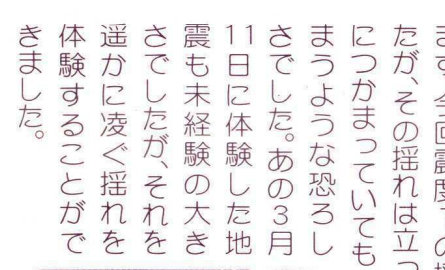 ます。今回震度7の
たが、その揺れは立っ
につかまっていても
まうような恐ろし
さでした。あの3月
11日に体験した地
震も未経験の大き
さでしたが、それを
遥かに凌ぐ揺れを
体験することがで
きました。